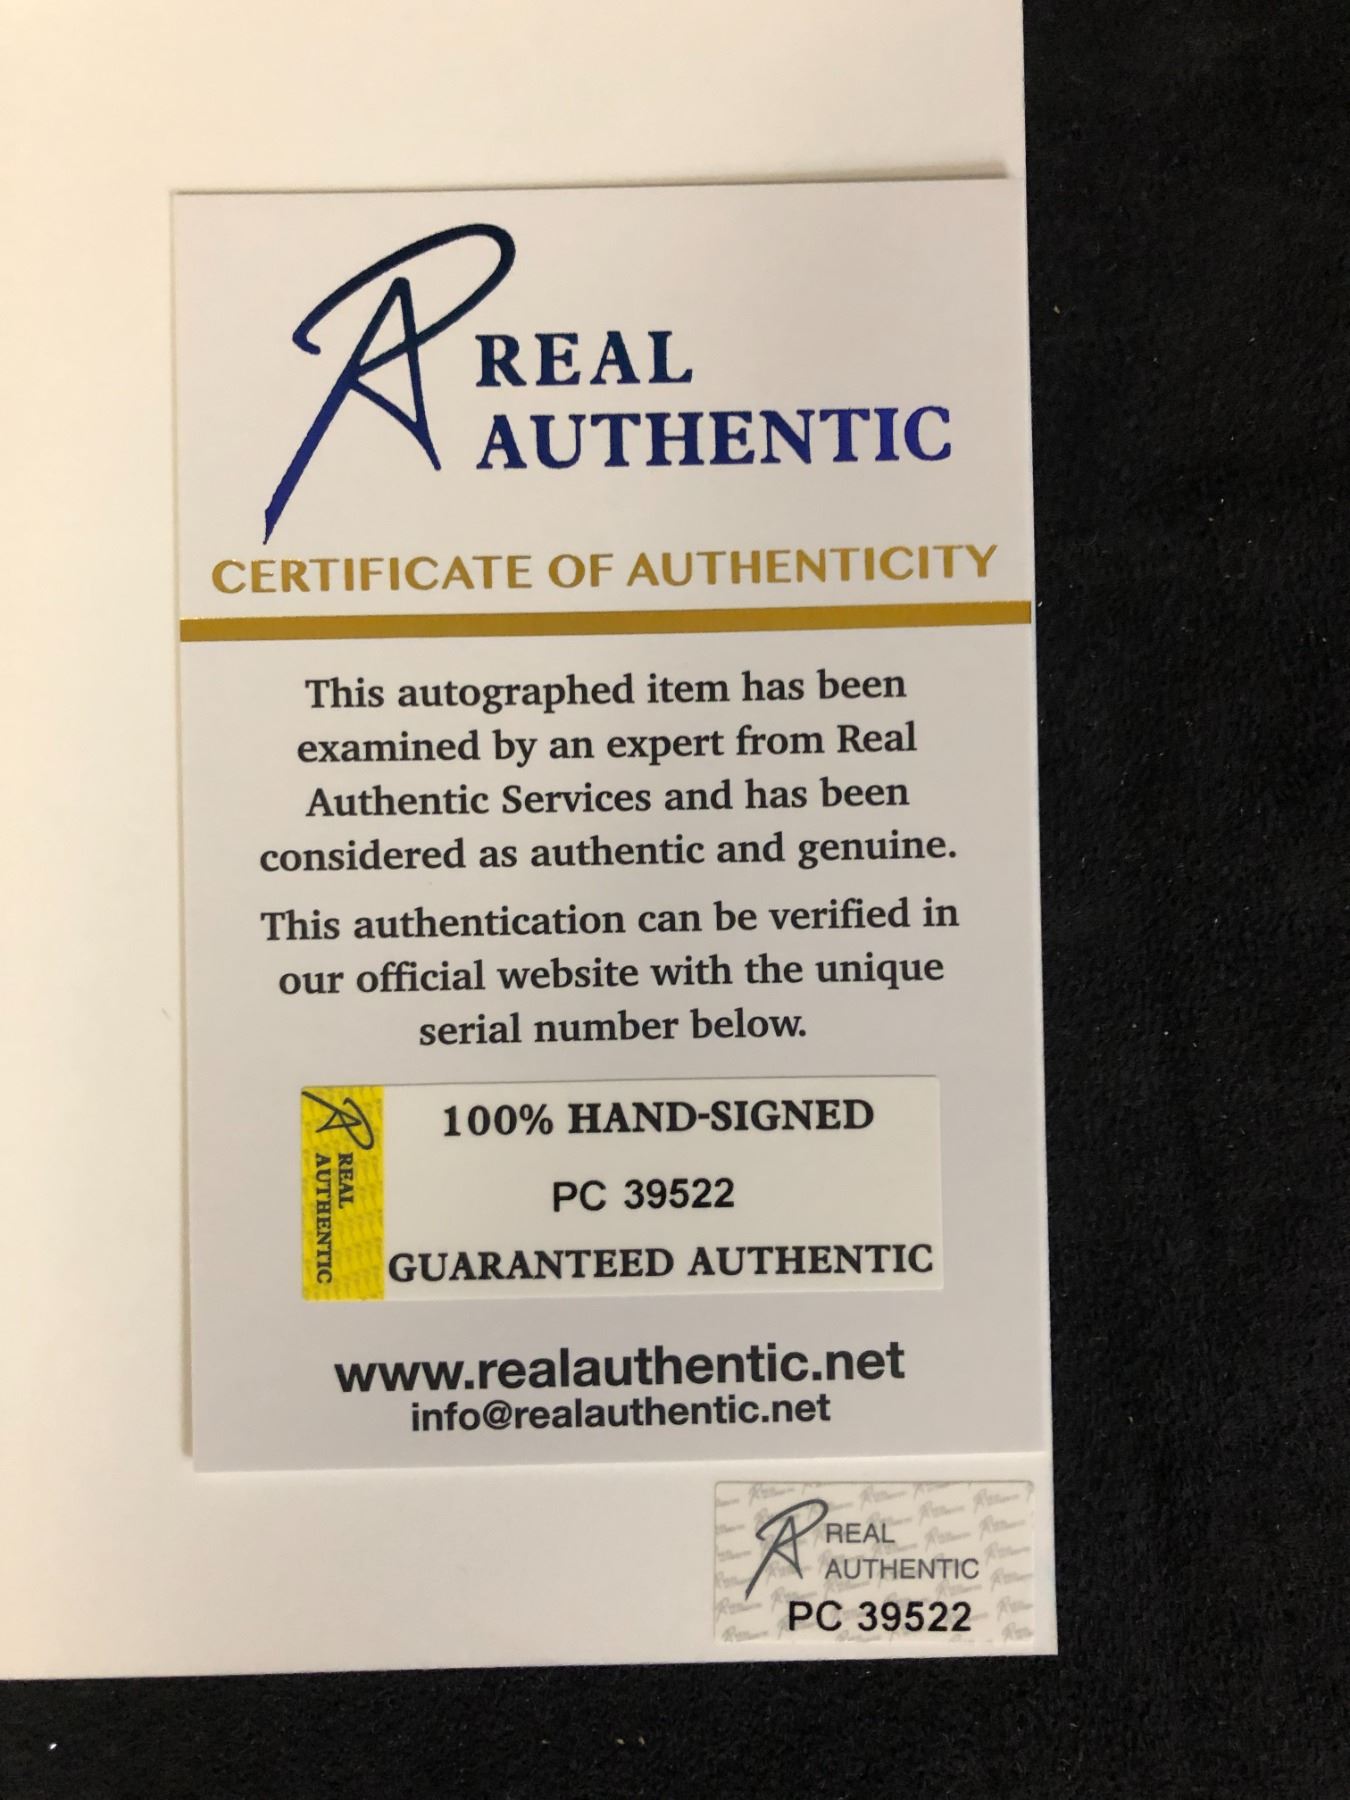 REAL
AUTHENTIC
CERTIFICATE OF AUTHENTICITY
This autographed item has been
examined by an expert from Real
Authentic Services and has been
considered as authentic and genuine.
This authentication can be verified in
our official website with the unique
serial number below.
REAL
AUTHENTIC
100% HAND-SIGNED
PC 39522
GUARANTEED AUTHENTIC
www.realauthentic.net
info@realauthentic.net
REAL
AUTHENTIC
PC 39522